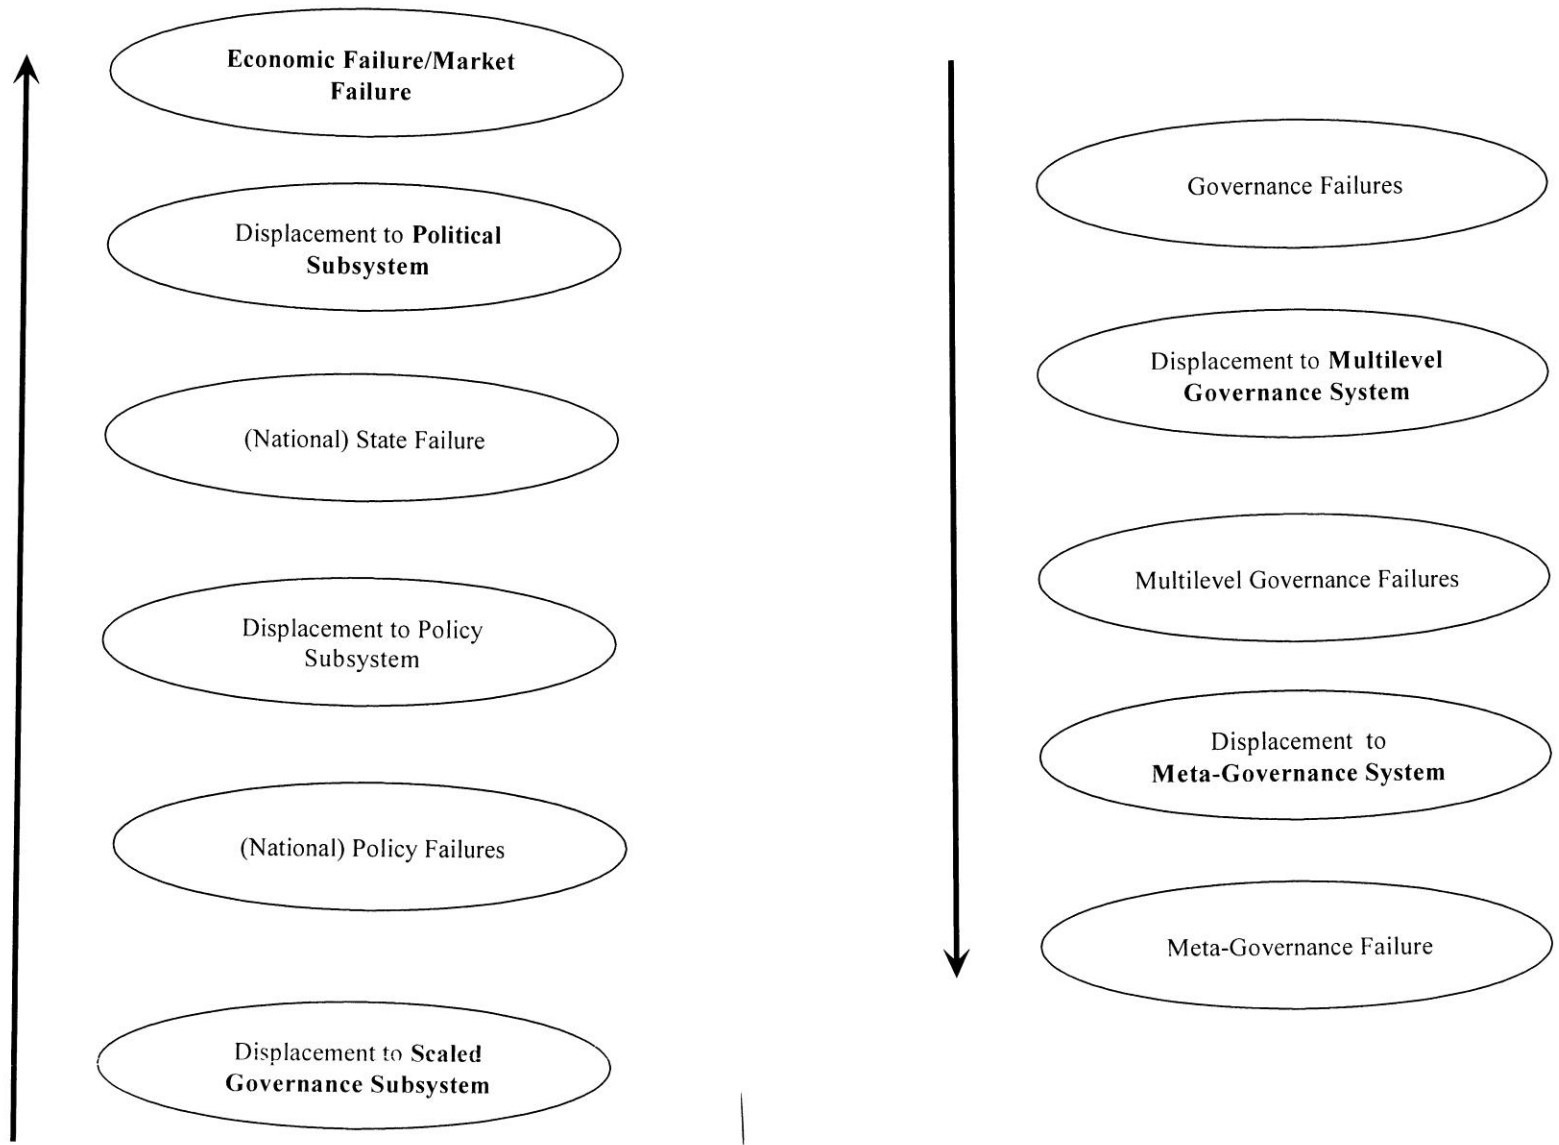 Economic Failure/Market
Failure
Displacement to Political
Subsystem
(National) State Failure
Displacement to Policy
Subsystem
(National) Policy Failures
Displacement to Scaled
Governance Subsystem
Governance Failures
Displacement to Multilevel
Governance System
Multilevel Governance Failures
Displacement to
Meta-Governance System
Meta-Governance Failure